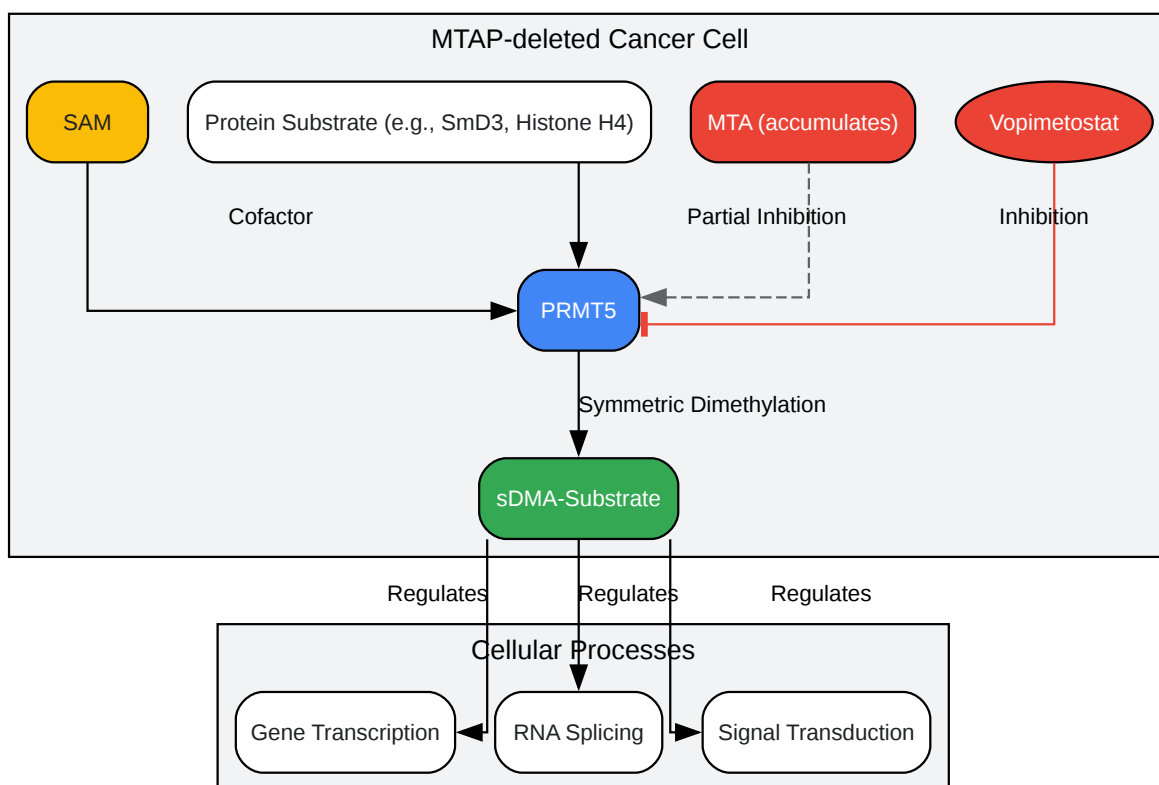 MTAP-deleted Cancer Cell
SAM
Protein Substrate (e.g., SmD3, Histone H4)
MTA (accumulates)
Vopimetostat
Cofactor
Partial Inhibition
Inhibition
PRMT5
Symmetric Dimethylation
sDMA-Substrate
Regulates
Regulates
Regulates
Cellular Processes
Gene Transcription
RNA Splicing
Signal Transduction